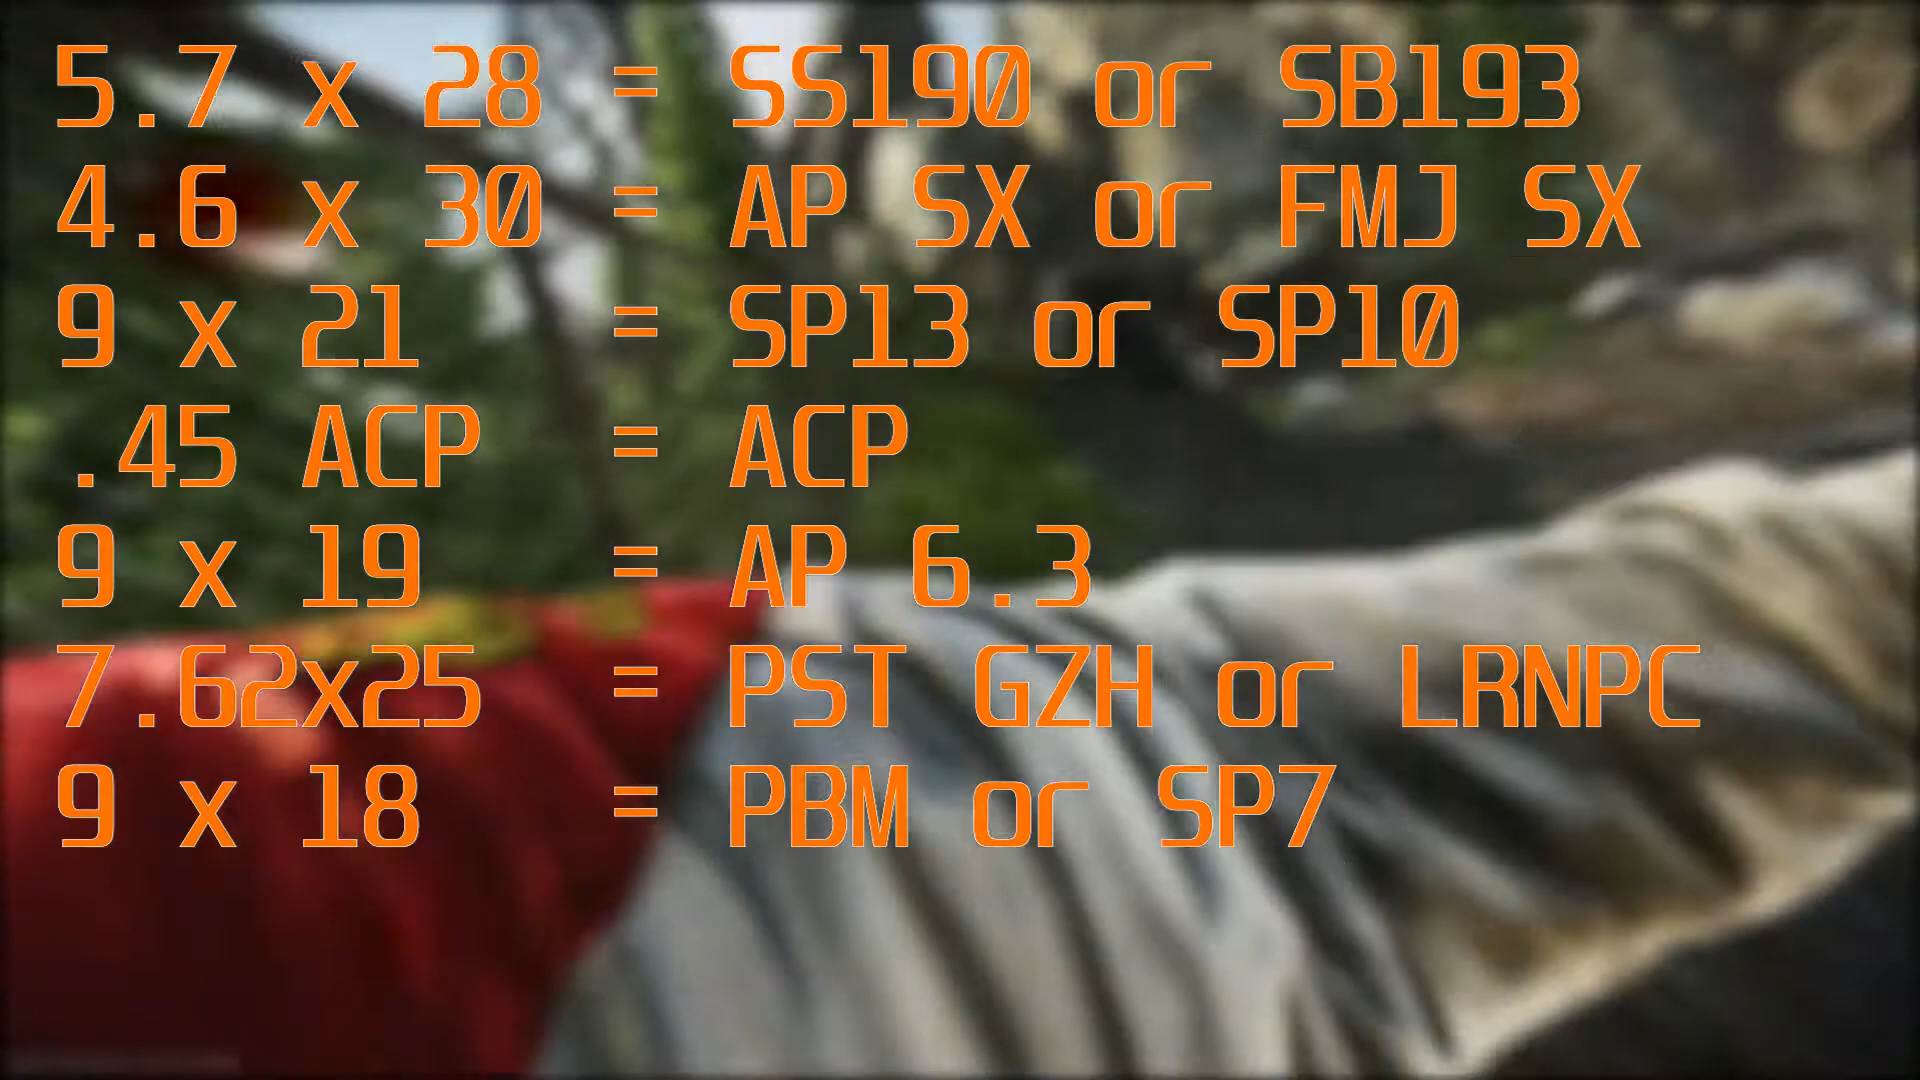 5.7 x 28 = SS190 or SB193
4.6 x 30 = AP SX or FMJ SX
9 x 21 = SP13 or SP10
.45 ACP = ACP
9 x 19 = AP 6.3
7.62x25 = PST GZH or LRNPC
9 x 18 = PBM or SP7